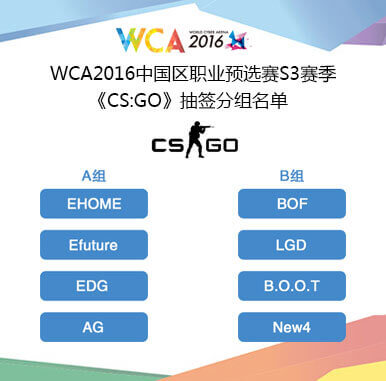 WCA WORLD CYBER ARENA 2016
WCA2016中国区职业预选赛S3赛季
《CS:GO》抽签分组名单
CS GO
A组 B组
EHOME BOF
Efuture LGD
EDG B.O.O.T
AG New4